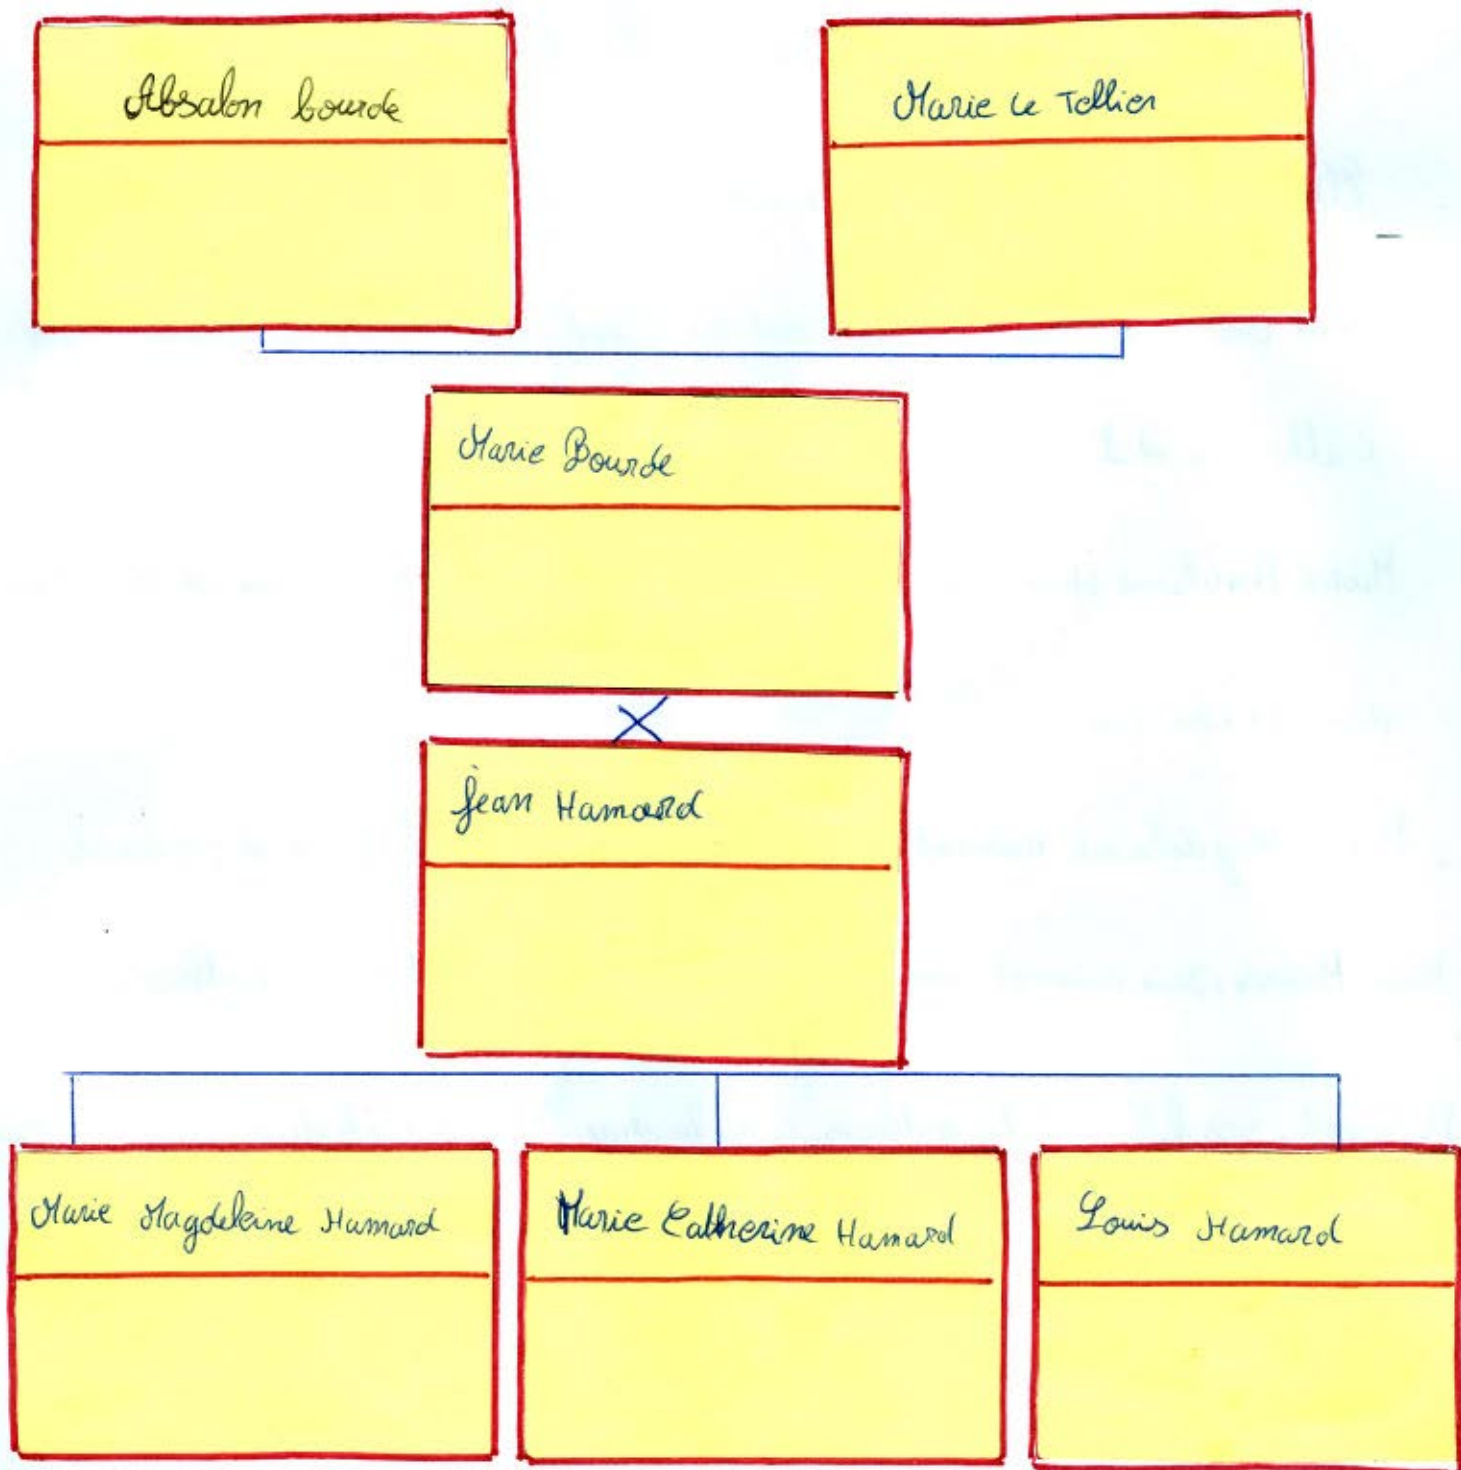 Absalon bourde
Marie Le Tellier
Marie Bourde
Jean Hamard
Marie Magdeleine Hamard
Marie Catherine Hamard
Louis Hamard